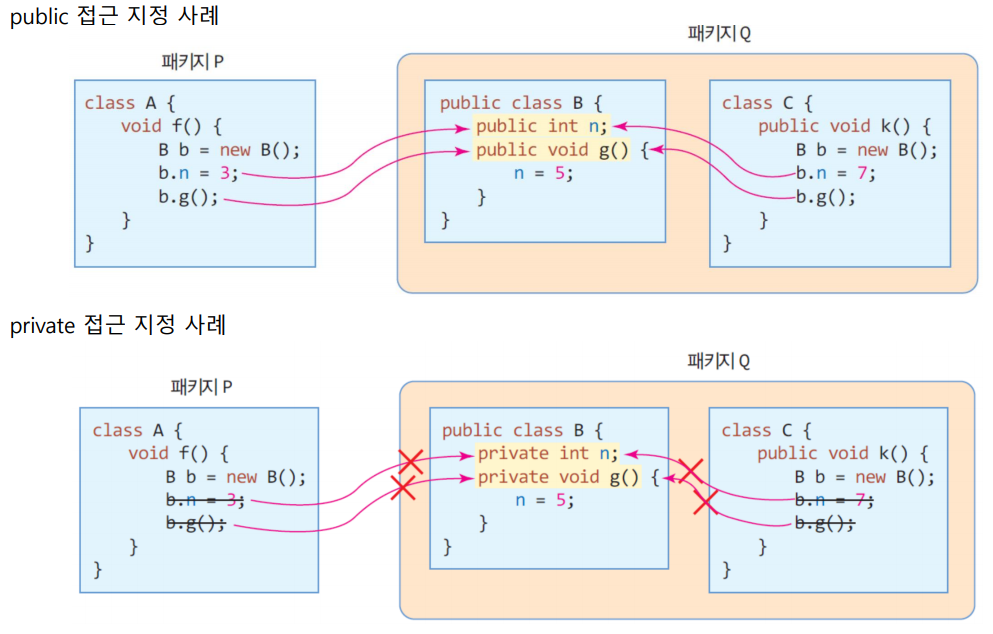 public 접근 지정 사례
패키지 P
class A {
void f() {
B b = new B();
b.n = 3;
b.g();
}
}
패키지 Q
public class B {
public int n;
public void g() {
n = 5;
}
}
class C {
public void k() {
B b = new B();
b.n = 7;
b.g();
}
}
private 접근 지정 사례
패키지 P
class A {
void f() {
B b = new B();
b.n = 3;
b.g();
}
}
패키지 Q
public class B {
private int n;
private void g() {
n = 5;
}
}
class C {
public void k() {
B b = new B();
b.n = 7;
b.g();
}
}